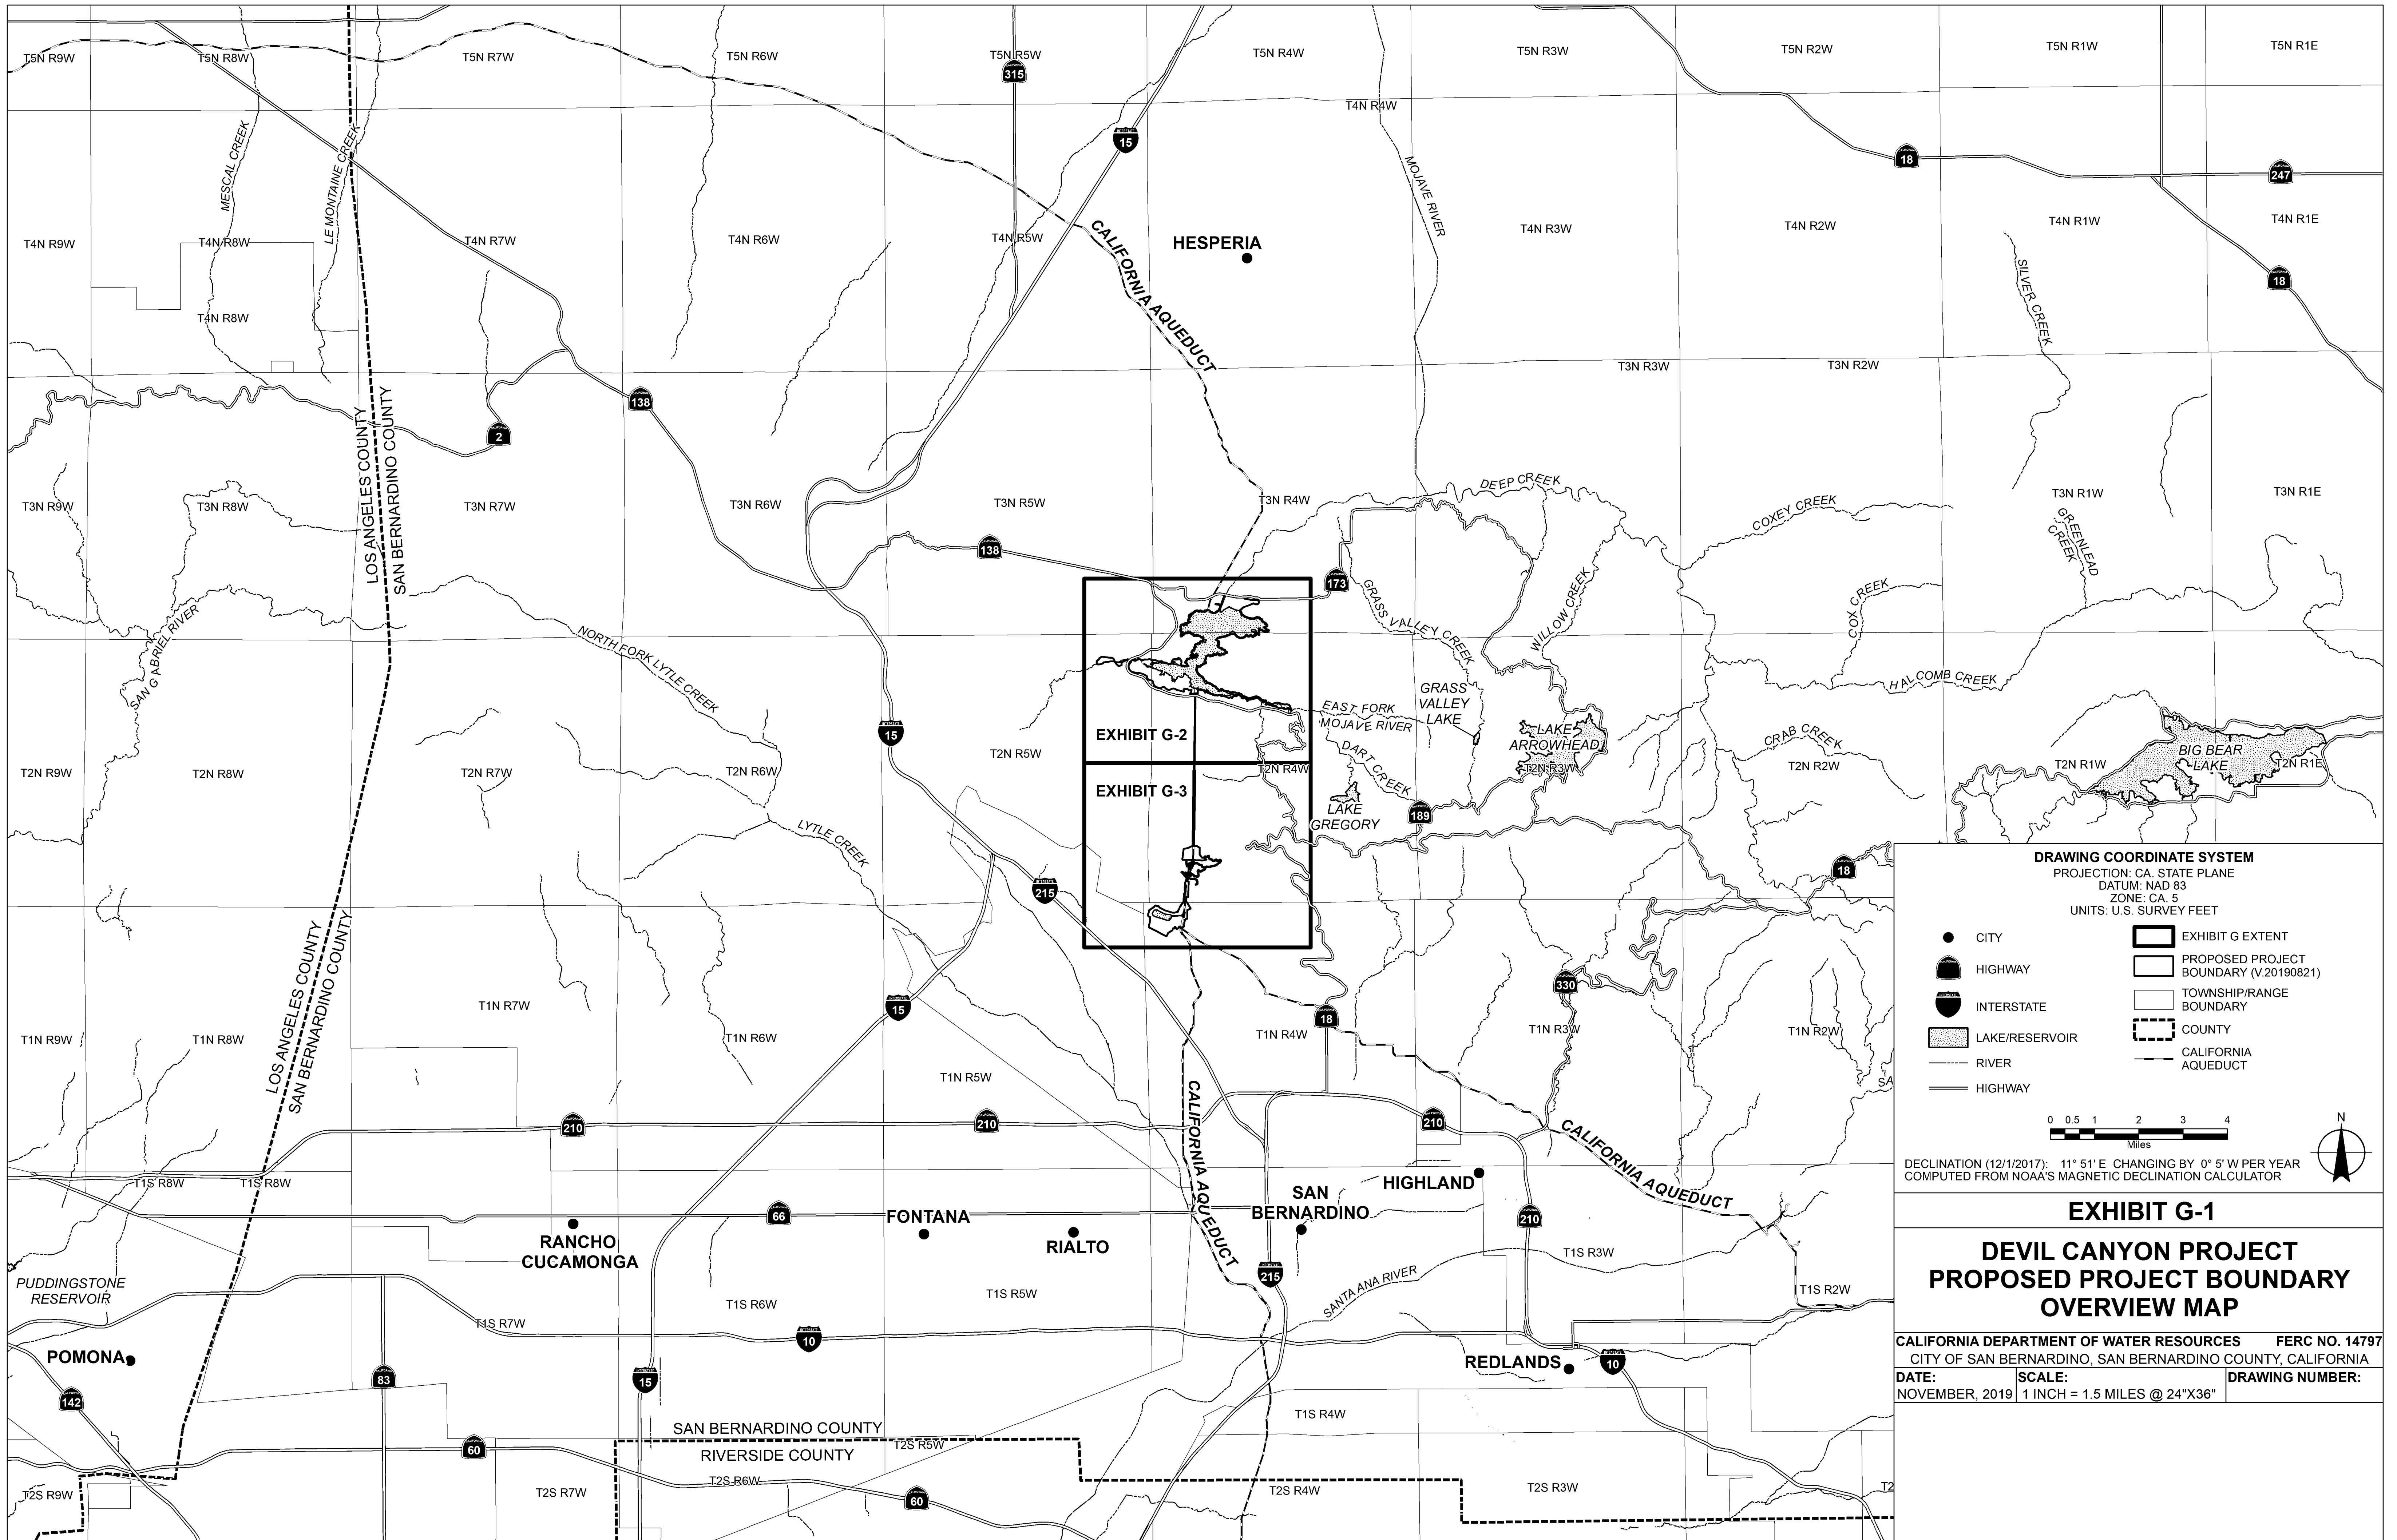 T5N R9W
T5N R8W
T5N R7W
T5N R6W
T5N R5W
T5N R4W
T5N R3W
T5N R2W
T5N R1W
T5N R1E
CALIFORNIA
315
T4N R4W
MESCAL CREEK
LE MONTAINE CREEK
15
MOJAVE RIVER
18
247
T4N R9W
T4N R8W
T4N R7W
T4N R6W
T4N R5W
CALIFORNIA AQUEDUCT
HESPERIA
T4N R3W
T4N R2W
T4N R1W
T4N R1E
SILVER CREEK
18
T4N R8W
T3N R3W
T3N R2W
138
2
LOS ANGELES COUNTY
SAN BERNARDINO COUNTY
T3N R9W
T3N R8W
T3N R7W
T3N R6W
T3N R5W
T3N R4W
DEEP CREEK
COXEY CREEK
T3N R1W
T3N R1E
GREENLEAD
CREEK
138
173
GRASS VALLEY CREEK
WILLOW CREEK
COX CREEK
SAN GABRIEL RIVER
NORTH FORK LYTLE CREEK
HALCOMB CREEK
GRASS
VALLEY
LAKE
EAST FORK
MOJAVE RIVER
15
EXHIBIT G-2
LAKE
ARROWHEAD
CRAB CREEK
BIG BEAR
LAKE
T2N R9W
T2N R8W
T2N R7W
T2N R6W
T2N R5W
T2N R4W
DART CREEK
T2N R3W
T2N R2W
T2N R1W
T2N R1E
EXHIBIT G-3
LAKE
GREGORY
189
LYTLE CREEK
215
18
LOS ANGELES COUNTY
SAN BERNARDINO COUNTY
330
T1N R7W
15
18
T1N R9W
T1N R8W
T1N R6W
T1N R4W
T1N R3W
T1N R2W
T1N R5W
SA
CALIFORNIA AQUEDUCT
210
210
210
CALIFORNIA AQUEDUCT
T1S R8W
T1S R8W
HIGHLAND
SAN
BERNARDINO
66
FONTANA
210
RANCHO
CUCAMONGA
RIALTO
T1S R3W
PUDDINGSTONE
RESERVOIR
215
SANTA ANA RIVER
T1S R6W
T1S R5W
T1S R2W
T1S R7W
10
POMONA
REDLANDS
10
142
83
15
T1S R4W
SAN BERNARDINO COUNTY
RIVERSIDE COUNTY
60
T2S R5W
T2S R6W
60
T2S R9W
T2S R7W
T2S R4W
T2S R3W
T2
DRAWING COORDINATE SYSTEM
PROJECTION: CA. STATE PLANE
DATUM: NAD 83
ZONE: CA. 5
UNITS: U.S. SURVEY FEET
CITY
HIGHWAY
INTERSTATE
LAKE/RESERVOIR
RIVER
HIGHWAY
EXHIBIT G EXTENT
PROPOSED PROJECT
BOUNDARY (V.20190821)
TOWNSHIP/RANGE
BOUNDARY
COUNTY
CALIFORNIA
AQUEDUCT
0 0.5 1 2 3 4
Miles
N
DECLINATION (12/1/2017): 11° 51' E CHANGING BY 0° 5' W PER YEAR
COMPUTED FROM NOAA'S MAGNETIC DECLINATION CALCULATOR
EXHIBIT G-1
DEVIL CANYON PROJECT
PROPOSED PROJECT BOUNDARY
OVERVIEW MAP
CALIFORNIA DEPARTMENT OF WATER RESOURCES FERC NO. 14797
CITY OF SAN BERNARDINO, SAN BERNARDINO COUNTY, CALIFORNIA
DATE: SCALE: DRAWING NUMBER:
NOVEMBER, 2019 1 INCH = 1.5 MILES @ 24"X36"